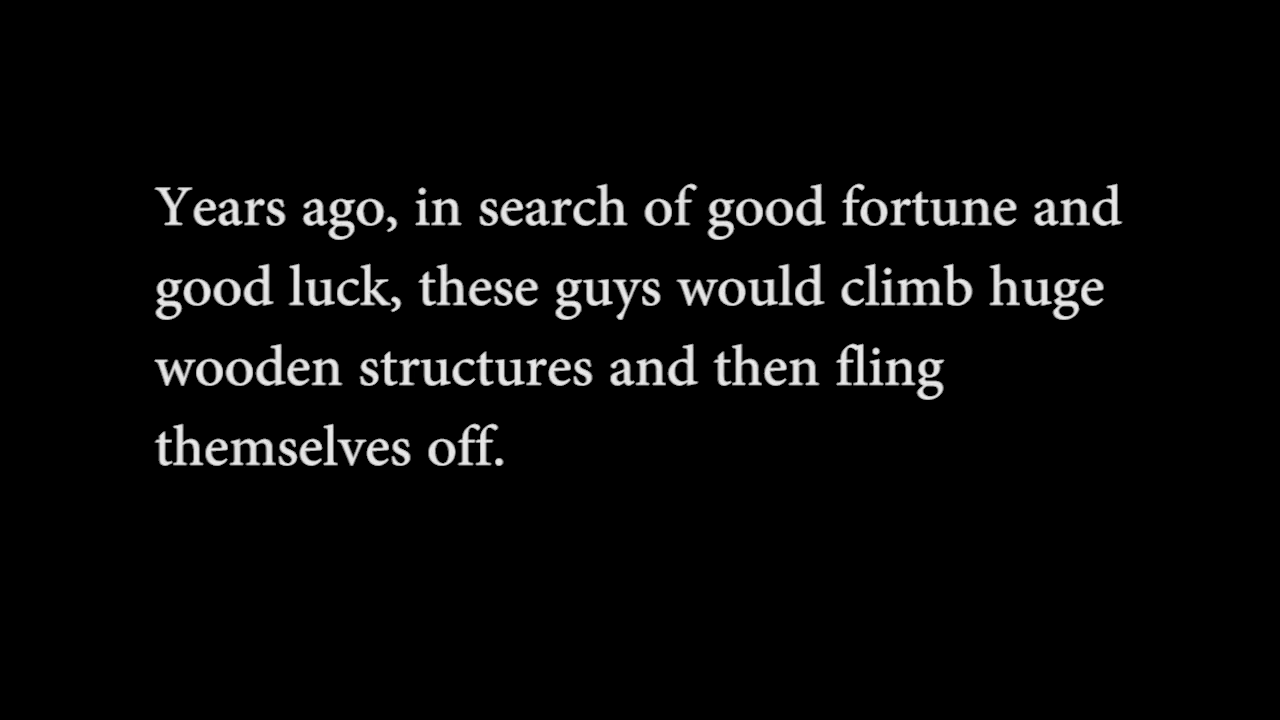 Years ago, in search of good fortune and
good luck, these guys would climb huge
wooden structures and then fling
themselves off.